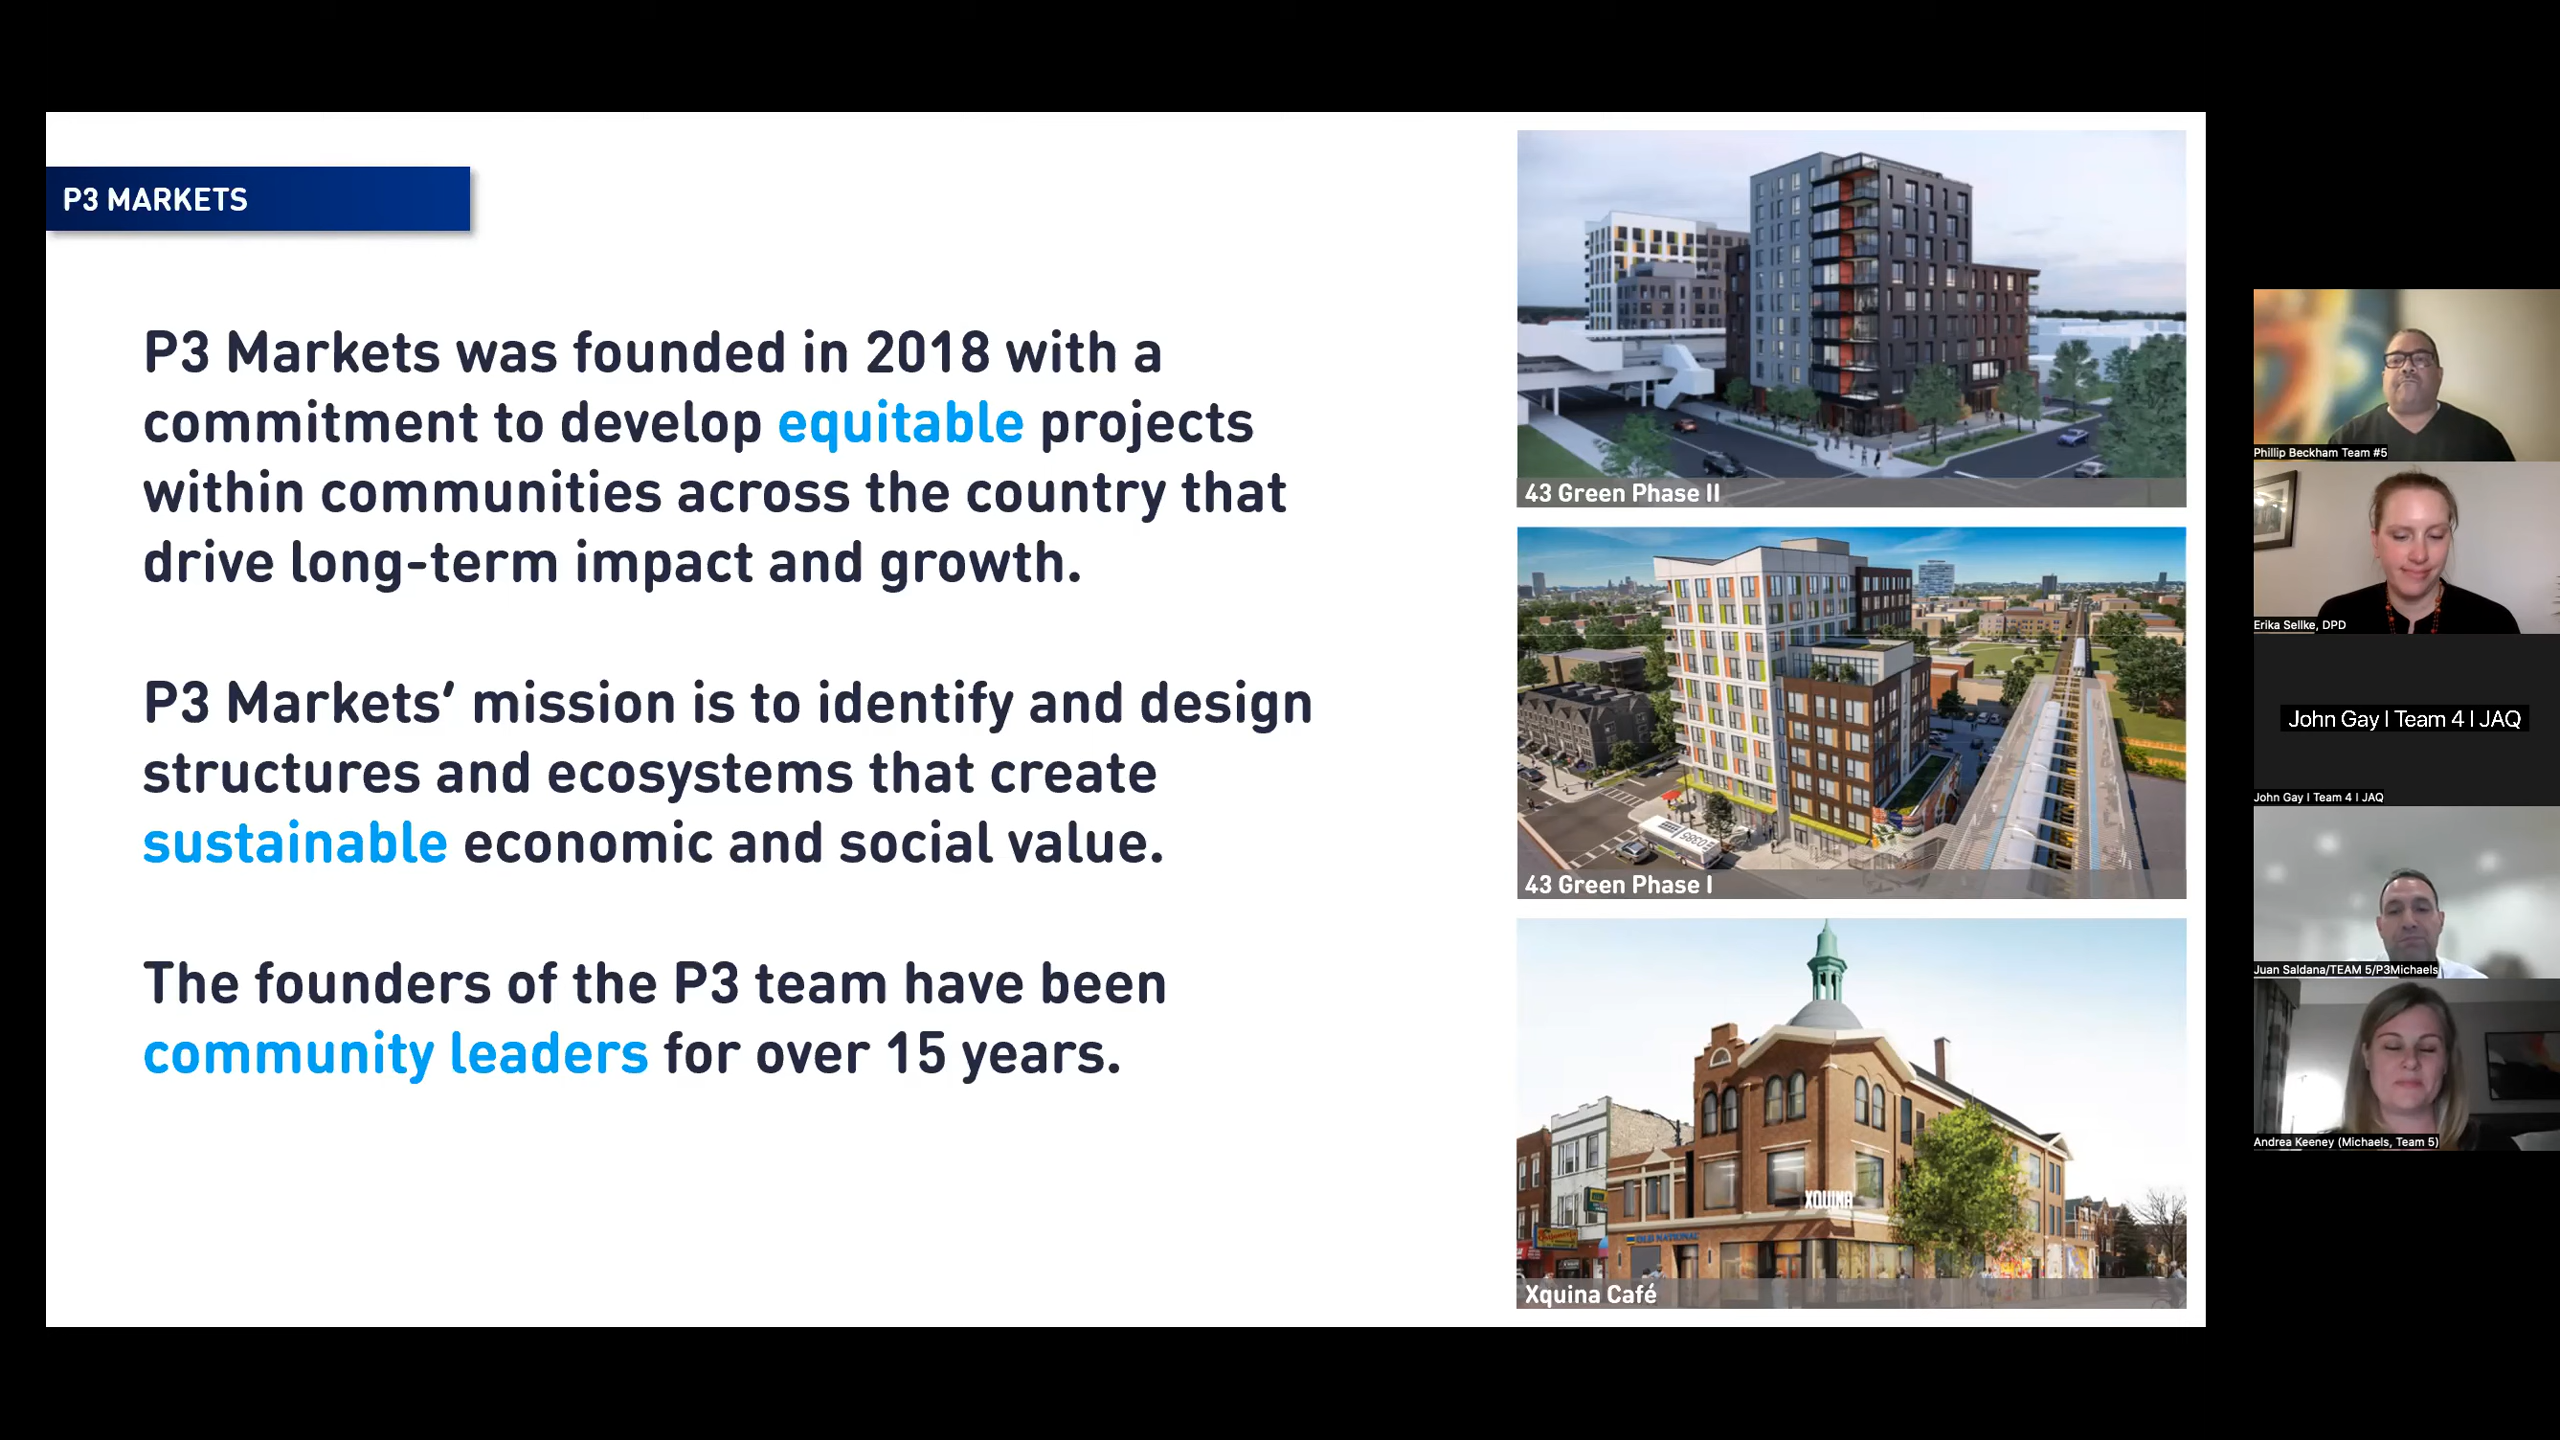 P3 MARKETS
P3 Markets was founded in 2018 with a
commitment to develop equitable projects
within communities across the country that
drive long-term impact and growth.
P3 Markets’ mission is to identify and design
structures and ecosystems that create
sustainable economic and social value.
The founders of the P3 team have been
community leaders for over 15 years.
43 Green Phase II
43 Green Phase I
XQUINA
OLD NATIONAL
Xquina Café
Phillip Beckham Team #5
Erika Sellke, DPD
John Gay | Team 4 | JAQ
John Gay | Team 4 | JAQ
Juan Saldana/TEAM 5/P3Michaels
Andrea Keeney (Michaels, Team 5)